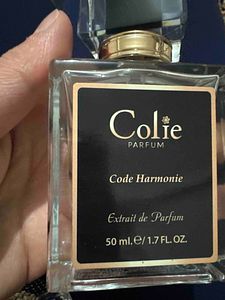 Colie
PARFUM
Code Harmonie
Extrait de Parfum
50 ml. ℮/1.7 FL. OZ.